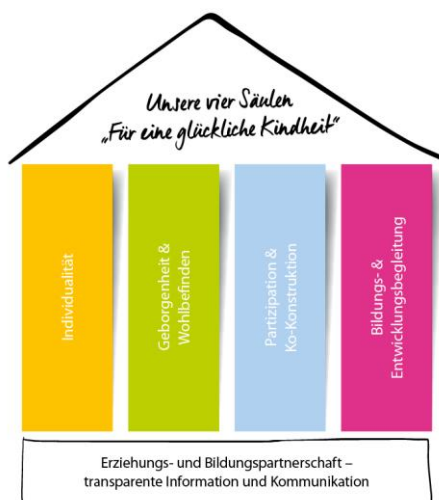 Unsere vier Säulen
„Für eine glückliche Kindheit“
Individualität
Geborgenheit &
Wohlbefinden
Partizipation &
Ko-Konstruktion
Bildungs- &
Entwicklungsbegleitung
Erziehungs- und Bildungspartnerschaft –
transparente Information und Kommunikation